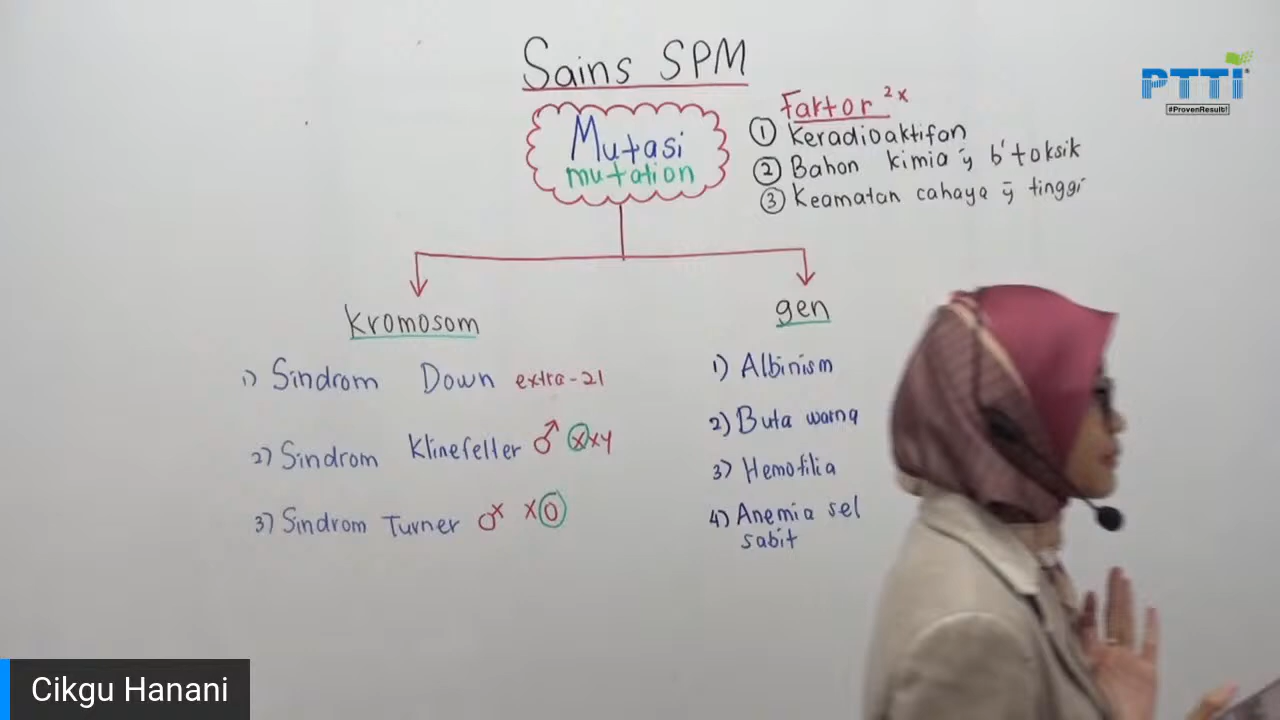 Sains SPM
Mutasi
mutation
Faktor ²ˣ
① Keradioaktifan
② Bahan kimia ÿ b' toksik
③ Keamatan cahaya ÿ tinggi
PTTI
#ProvenResult!
Kromosom
1) Sindrom Down extra-21
2) Sindrom Klinefelter ♂ XXY
3) Sindrom Turner XO
gen
1) Albinism
2) Buta warna
3) Hemofilia
4) Anemia sel
sabit
Cikgu Hanani